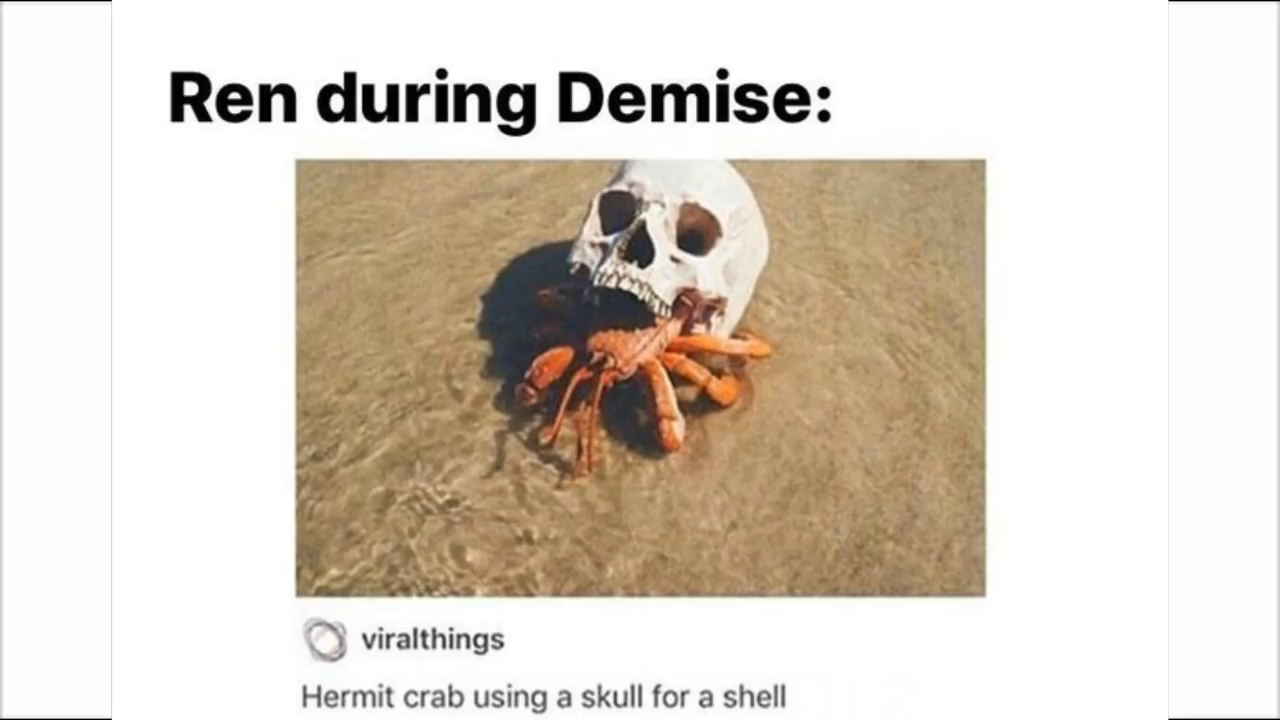 Ren during Demise:
viralthings
Hermit crab using a skull for a shell